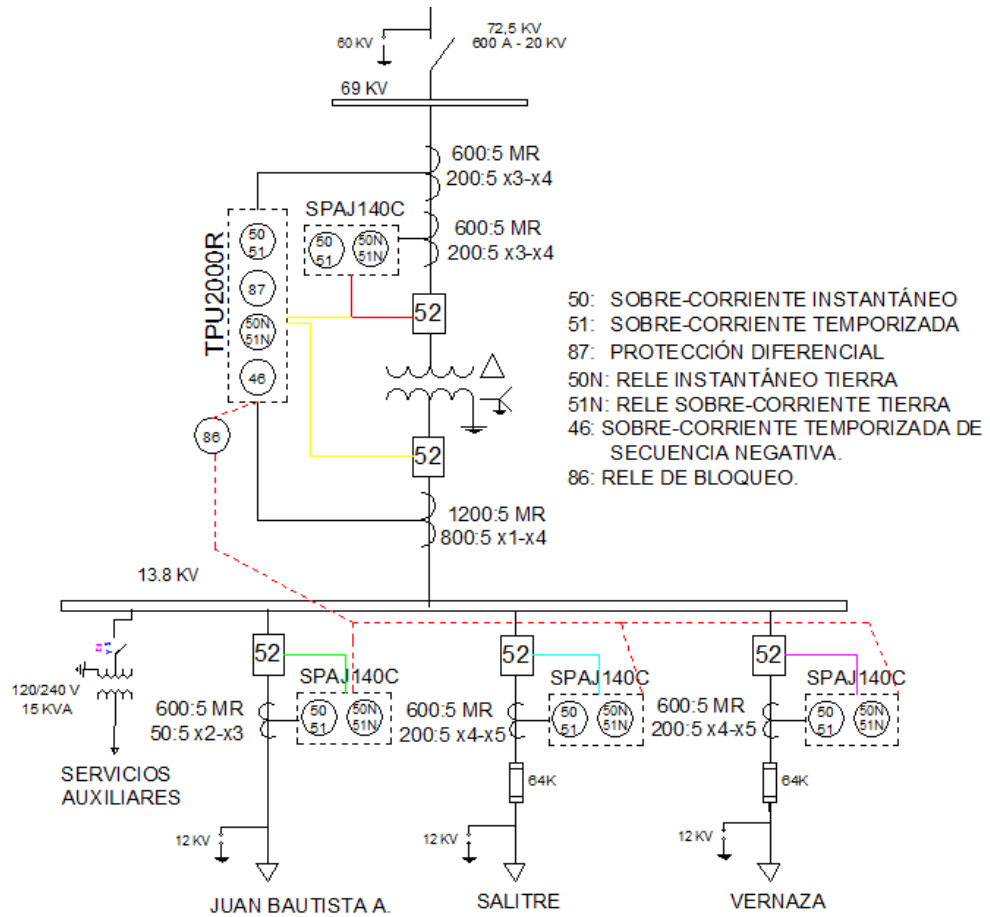 72,5 KV
600 A - 20 KV
60 KV
69 KV
600:5 MR
200:5 x3-x4
SPAJ140C
50
51
50N
51N
600:5 MR
200:5 x3-x4
TPU2000R
50
51
87
50N
51N
46
52
86
52
50: SOBRE-CORRIENTE INSTANTÁNEO
51: SOBRE-CORRIENTE TEMPORIZADA
87: PROTECCIÓN DIFERENCIAL
50N: RELE INSTANTÁNEO TIERRA
51N: RELE SOBRE-CORRIENTE TIERRA
46: SOBRE-CORRIENTE TEMPORIZADA DE
SECUENCIA NEGATIVA.
86: RELE DE BLOQUEO.
1200:5 MR
800:5 x1-x4
13.8 KV
120/240 V
15 KVA
SERVICIOS
AUXILIARES
52
SPAJ140C
600:5 MR
50:5 x2-x3
50
51
50N
51N
12 KV
JUAN BAUTISTA A.
52
SPAJ140C
600:5 MR
200:5 x4-x5
50
51
50N
51N
64K
12 KV
SALITRE
52
SPAJ140C
600:5 MR
200:5 x4-x5
50
51
50N
51N
64K
12 KV
VERNAZA